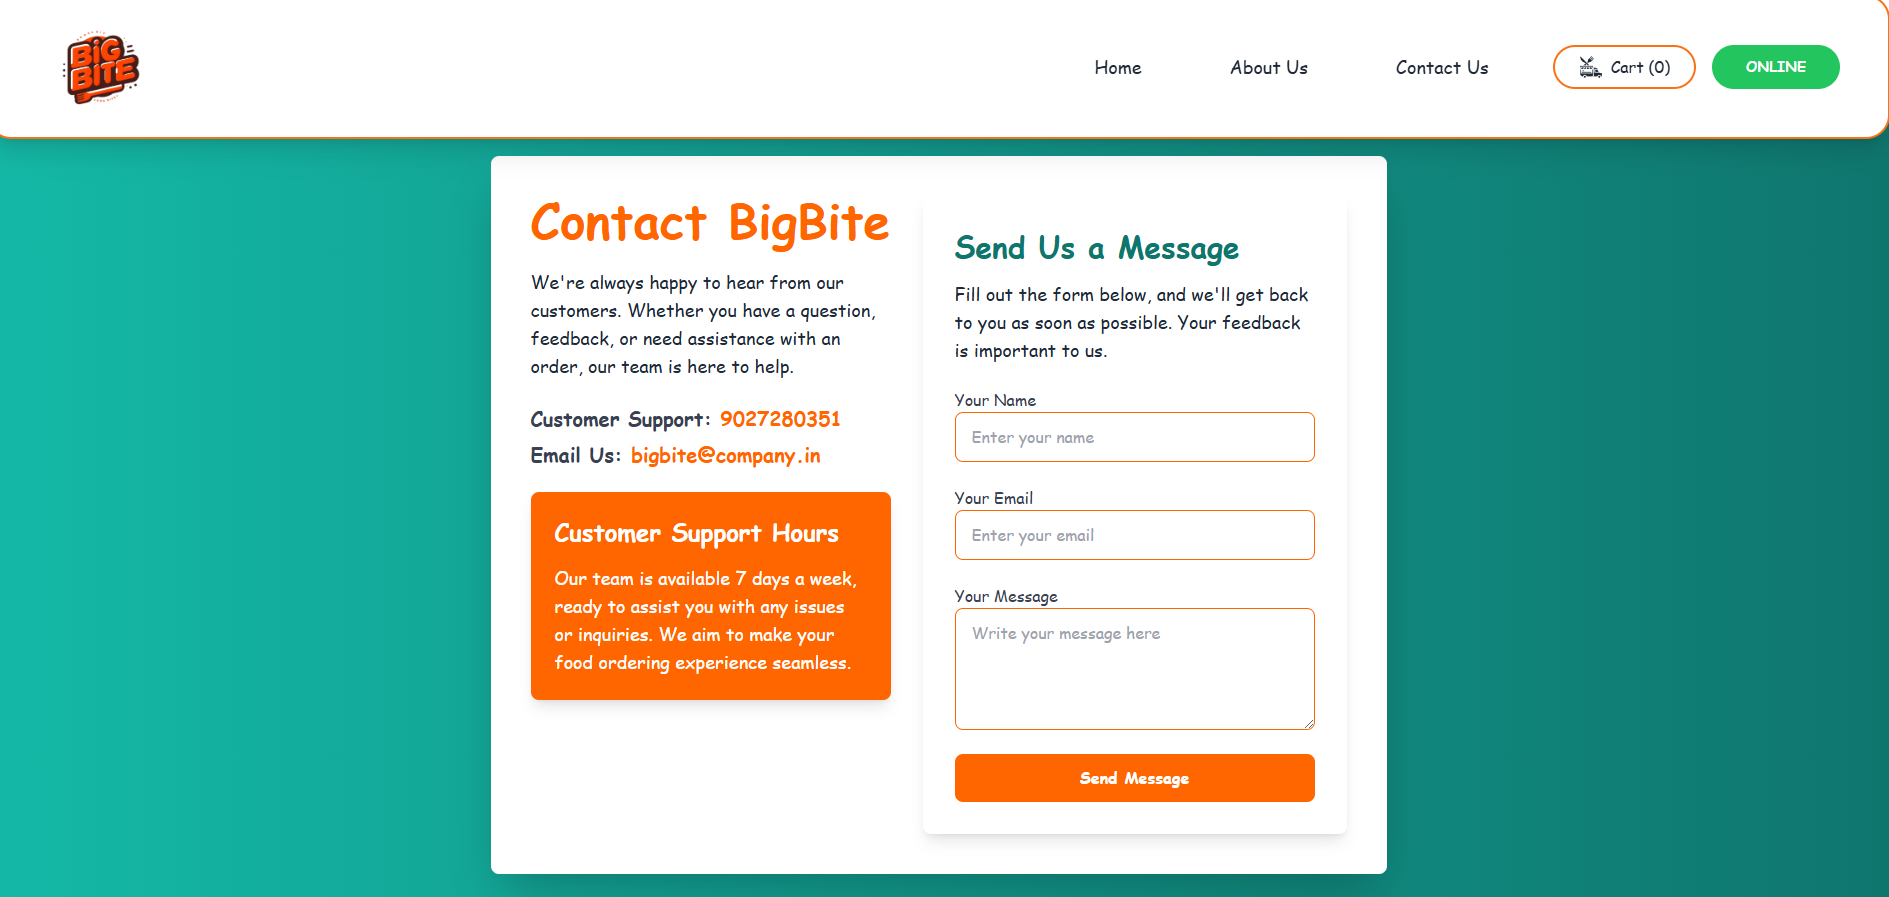 BiG
BiTE
Home
About Us
Contact Us
Cart (0)
ONLINE
Contact BigBite
We're always happy to hear from our
customers. Whether you have a question,
feedback, or need assistance with an
order, our team is here to help.
Customer Support: 9027280351
Email Us: bigbite@company.in
Customer Support Hours
Our team is available 7 days a week,
ready to assist you with any issues
or inquiries. We aim to make your
food ordering experience seamless.
Send Us a Message
Fill out the form below, and we'll get back
to you as soon as possible. Your feedback
is important to us.
Your Name
Enter your name
Your Email
Enter your email
Your Message
Write your message here
Send Message